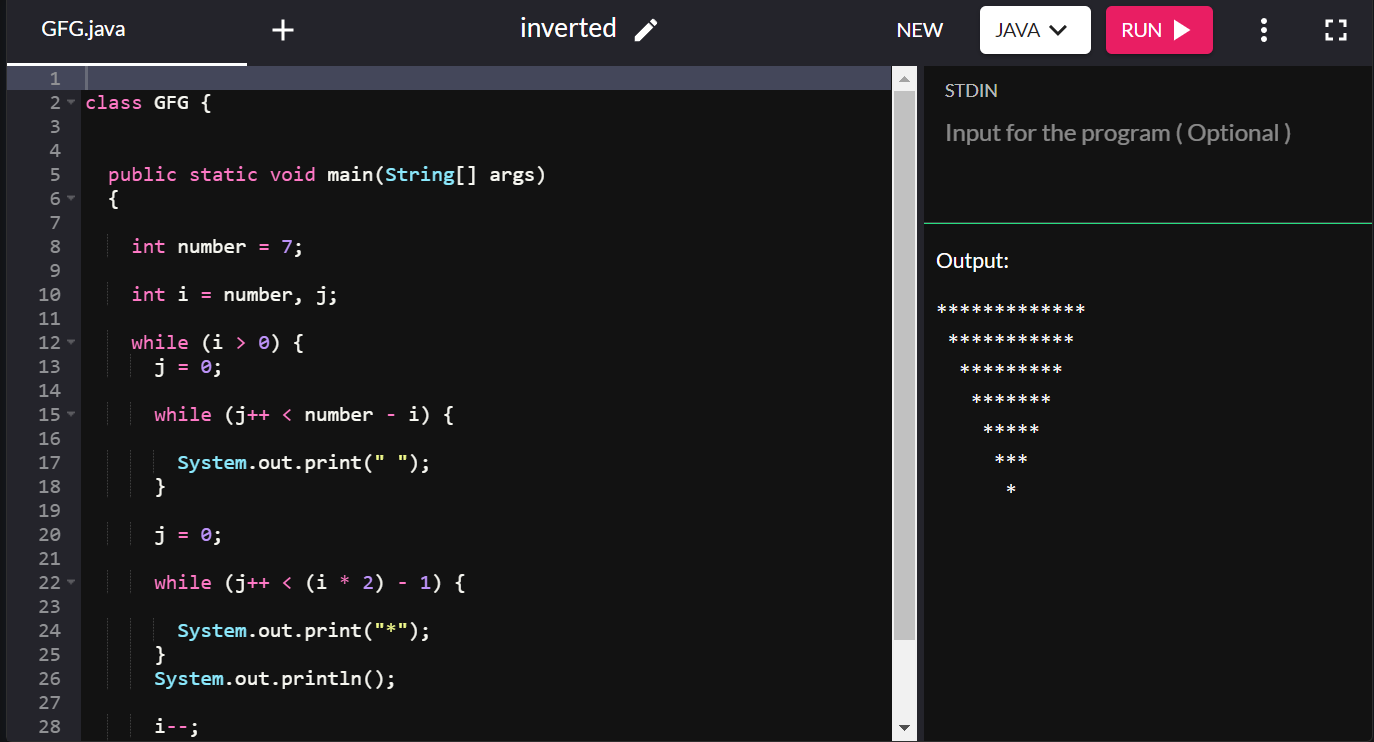 GFG.java + inverted NEW JAVA RUN
1
2 class GFG {
3
4
5 public static void main(String[] args)
6 {
7
8 int number = 7;
9
10 int i = number, j;
11
12 while (i > 0) {
13 j = 0;
14
15 while (j++ < number - i) {
16
17 System.out.print(" ");
18 }
19
20 j = 0;
21
22 while (j++ < (i * 2) - 1) {
23
24 System.out.print("*");
25 }
26 System.out.println();
27
28 i--;
STDIN
Input for the program ( Optional )
Output:
*************
 ***********
  *********
   *******
    *****
     ***
      *